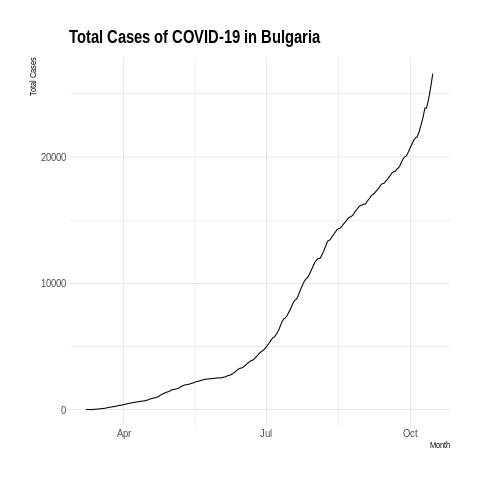 Total Cases of COVID-19 in Bulgaria
Total Cases
20000
10000
0
Apr Jul Oct
Month